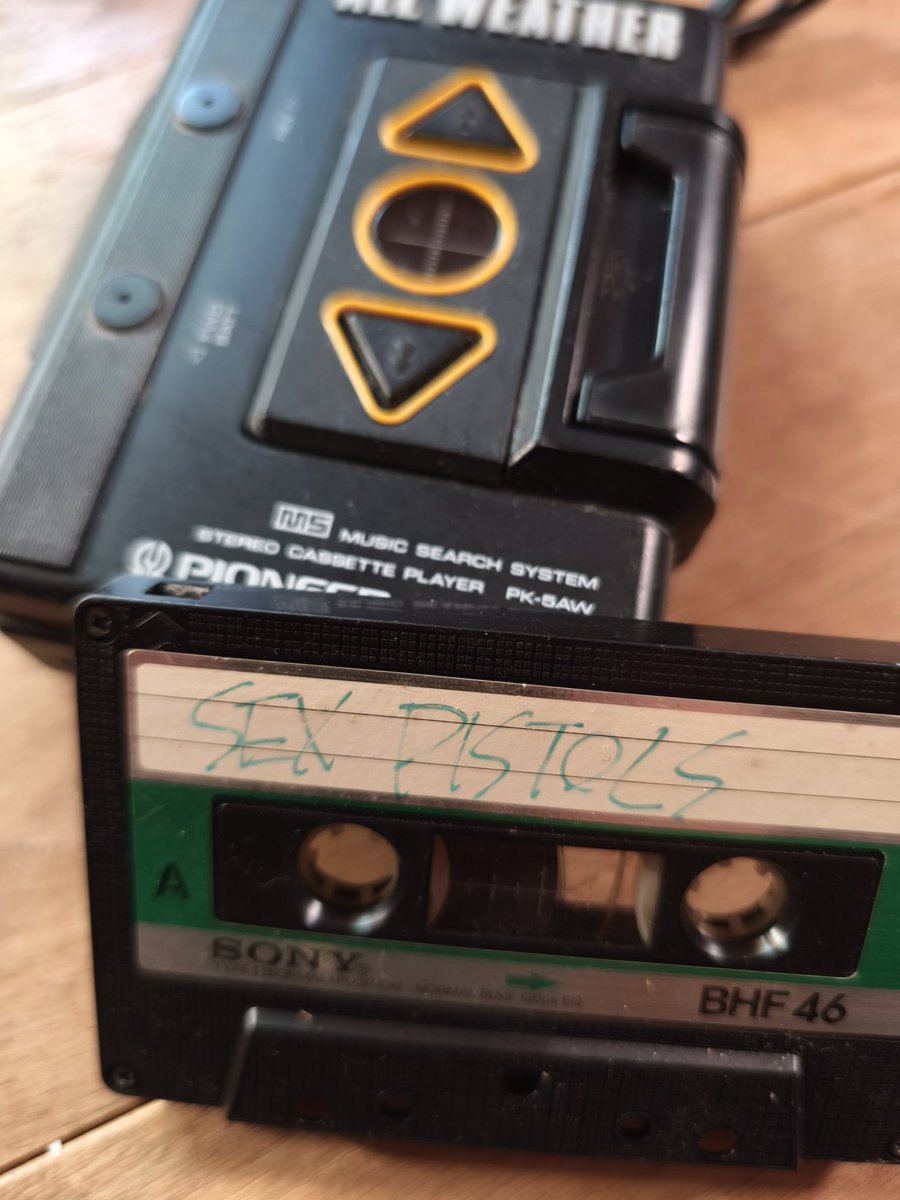 ALL WEATHER
MS MUSIC SEARCH SYSTEM
STEREO CASSETTE PLAYER PK-5AW
PIONEER
SEX PISTOLS
A
SONY
NORMAL BIAS 120μs EQ
BHF 46